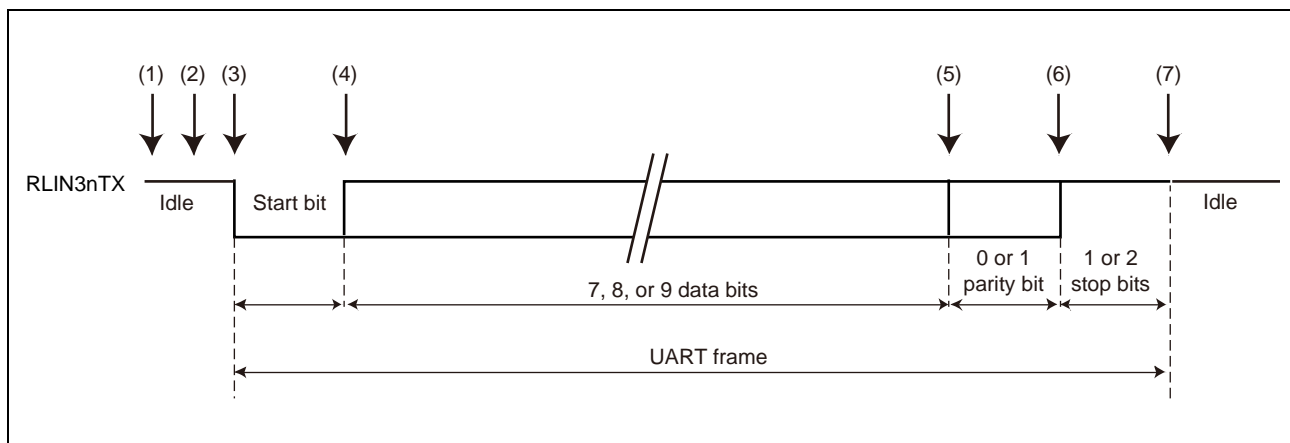 (1) (2) (3) (4) (5) (6) (7)
RLIN3nTX
Idle
Start bit
Idle
7, 8, or 9 data bits
0 or 1
parity bit
1 or 2
stop bits
UART frame